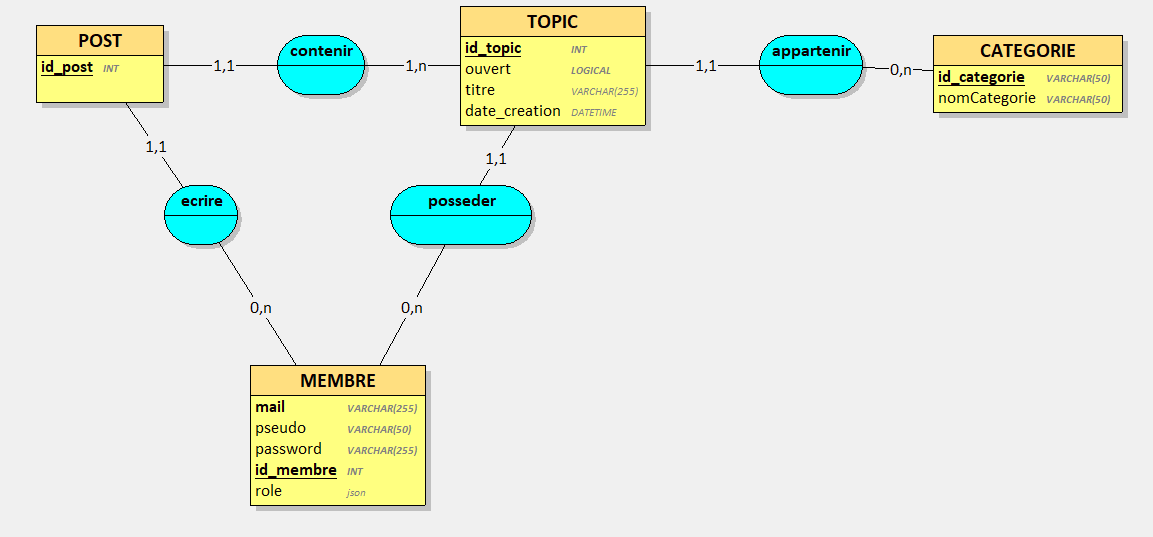 POST
id_post INT
contenir
1,1
1,n
TOPIC
id_topic INT
ouvert LOGICAL
titre VARCHAR(255)
date_creation DATETIME
1,1
appartenir
0,n
CATEGORIE
id_categorie VARCHAR(50)
nomCategorie VARCHAR(50)
1,1
1,1
ecrire
posseder
0,n
0,n
MEMBRE
mail VARCHAR(255)
pseudo VARCHAR(50)
password VARCHAR(255)
id_membre INT
role json